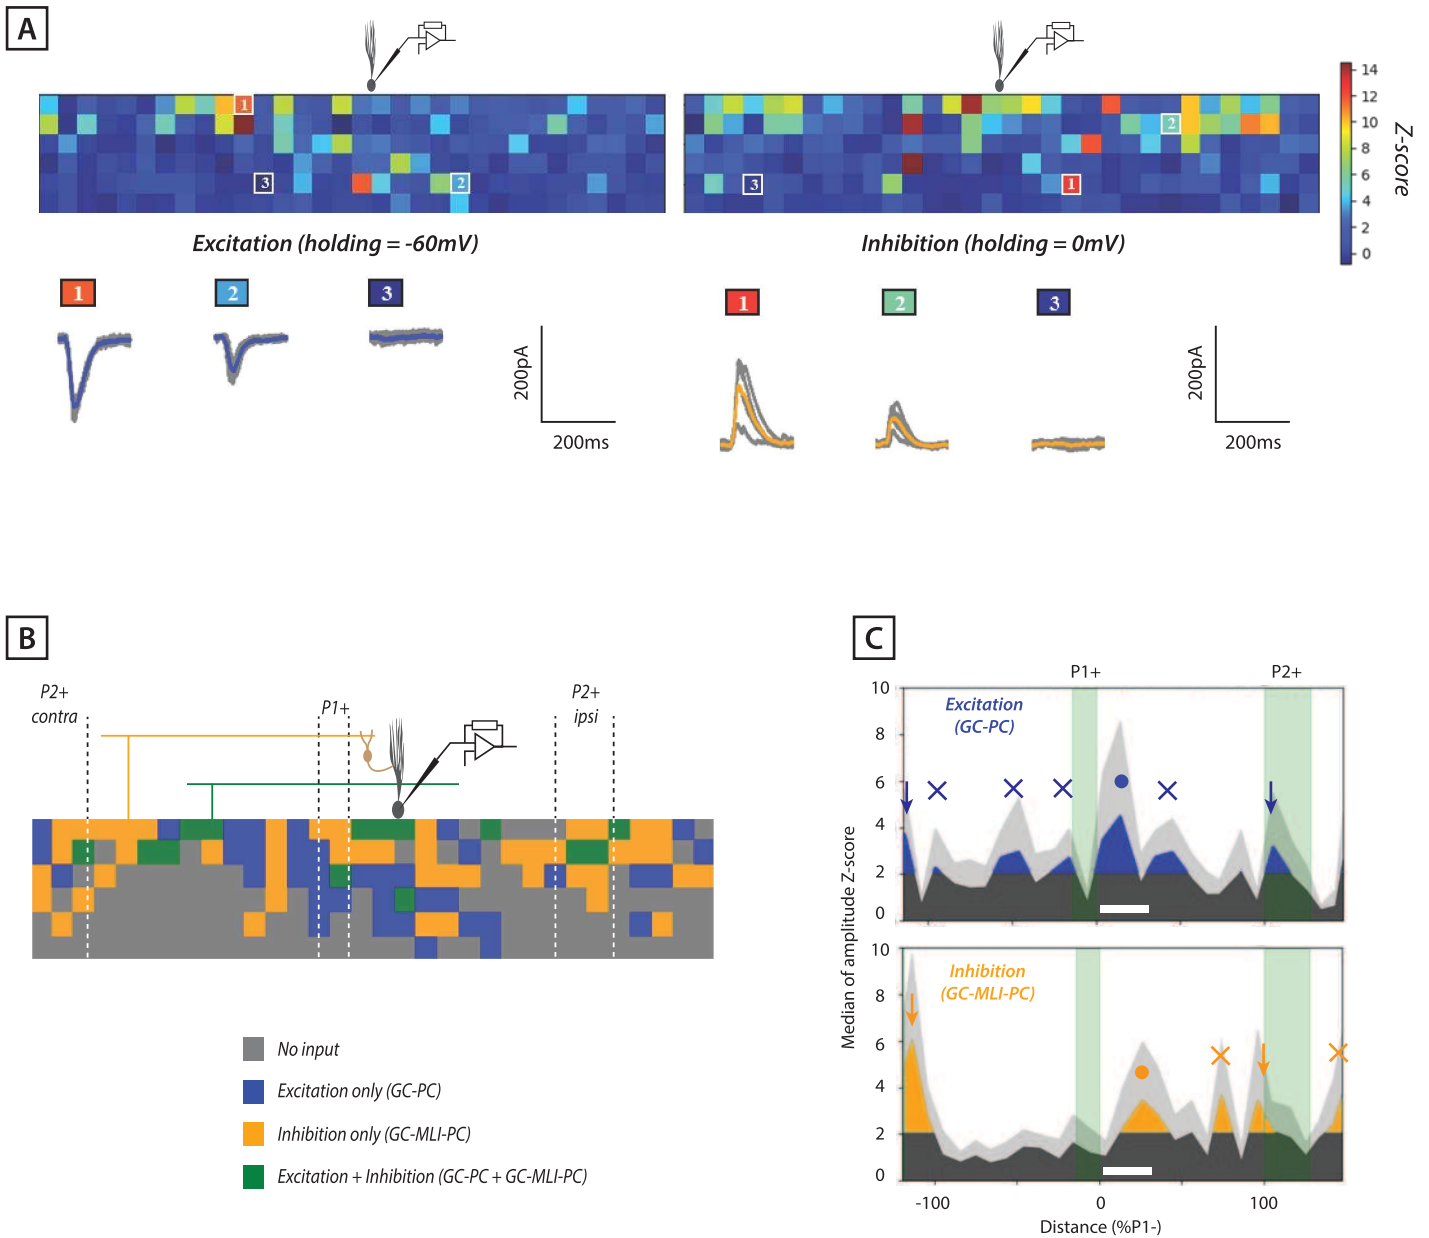 A
1
2
3
1
2
3
14
12
10
8
6
4
2
0
Z-score
Excitation (holding = -60mV)
Inhibition (holding = 0mV)
1
2
3
200pA
200ms
1
2
3
200pA
200ms
B
P2+
contra
P1+
P2+
ipsi
No input
Excitation only (GC-PC)
Inhibition only (GC-MLI-PC)
Excitation + Inhibition (GC-PC + GC-MLI-PC)
C
P1+
P2+
10
8
6
4
2
0
Excitation
(GC-PC)
Median of amplitude Z-score
10
8
6
4
2
0
Inhibition
(GC-MLI-PC)
-100
0
100
Distance (%P1-)